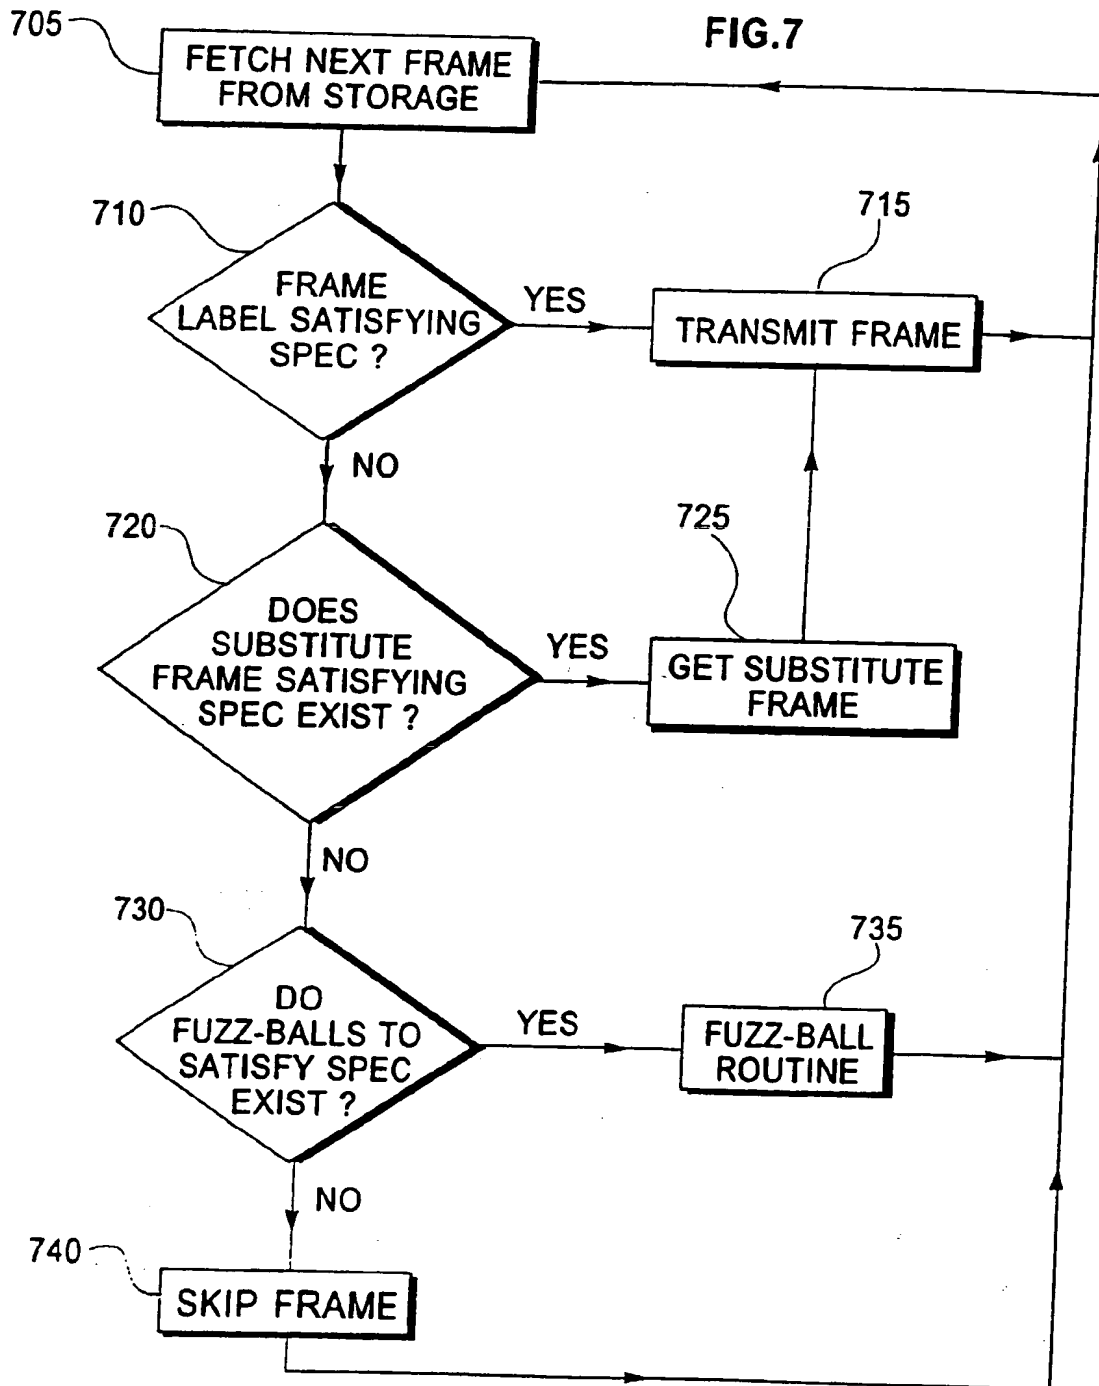 FIG.7
705
FETCH NEXT FRAME
FROM STORAGE
710
FRAME
LABEL SATISFYING
SPEC ?
YES
715
TRANSMIT FRAME
NO
720
DOES
SUBSTITUTE
FRAME SATISFYING
SPEC EXIST ?
YES
725
GET SUBSTITUTE
FRAME
NO
730
DO
FUZZ-BALLS TO
SATISFY SPEC
EXIST ?
YES
735
FUZZ-BALL
ROUTINE
NO
740
SKIP FRAME